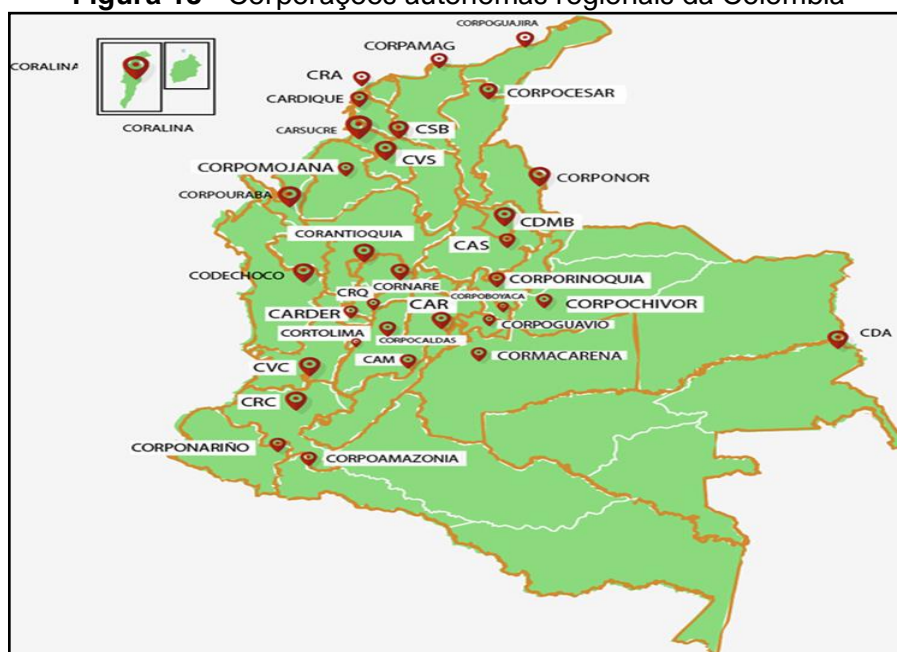 Figura 18 - Corporações autônomas regionais da Colômbia
CORPOGUAJIRA
CORPAMAG
CORALINA
CRA
CORPOCESAR
CARDIQUE
CORALINA
CARSUCRE
CSB
CVS
CORPOMOJANA
CORPONOR
CORPOURABA
CDMB
CORANTIOQUIA
CAS
CODECHOCO
CORNARE
CORPORINOQUIA
CRQ
CORPOBOYACA
CAR
CORPOCHIVOR
CARDER
CORPOGUAVIO
CORTOLIMA
CORPOCALDAS
CDA
CORMACARENA
CVC
CAM
CRC
CORPONARIÑO
CORPOAMAZONIA